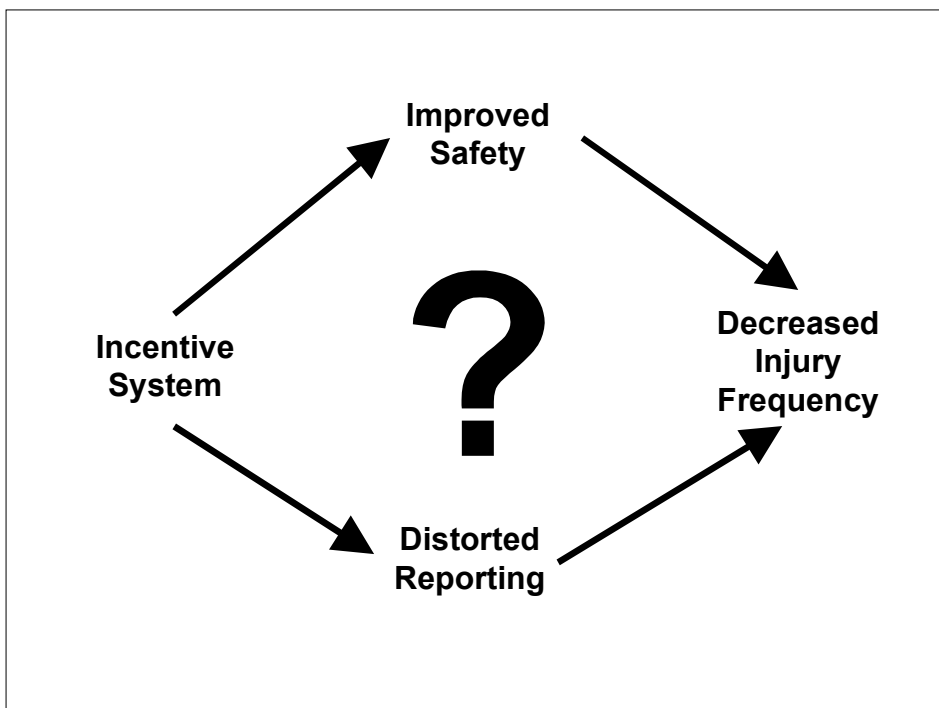 Improved
Safety
Incentive
System
?
Decreased
Injury
Frequency
Distorted
Reporting